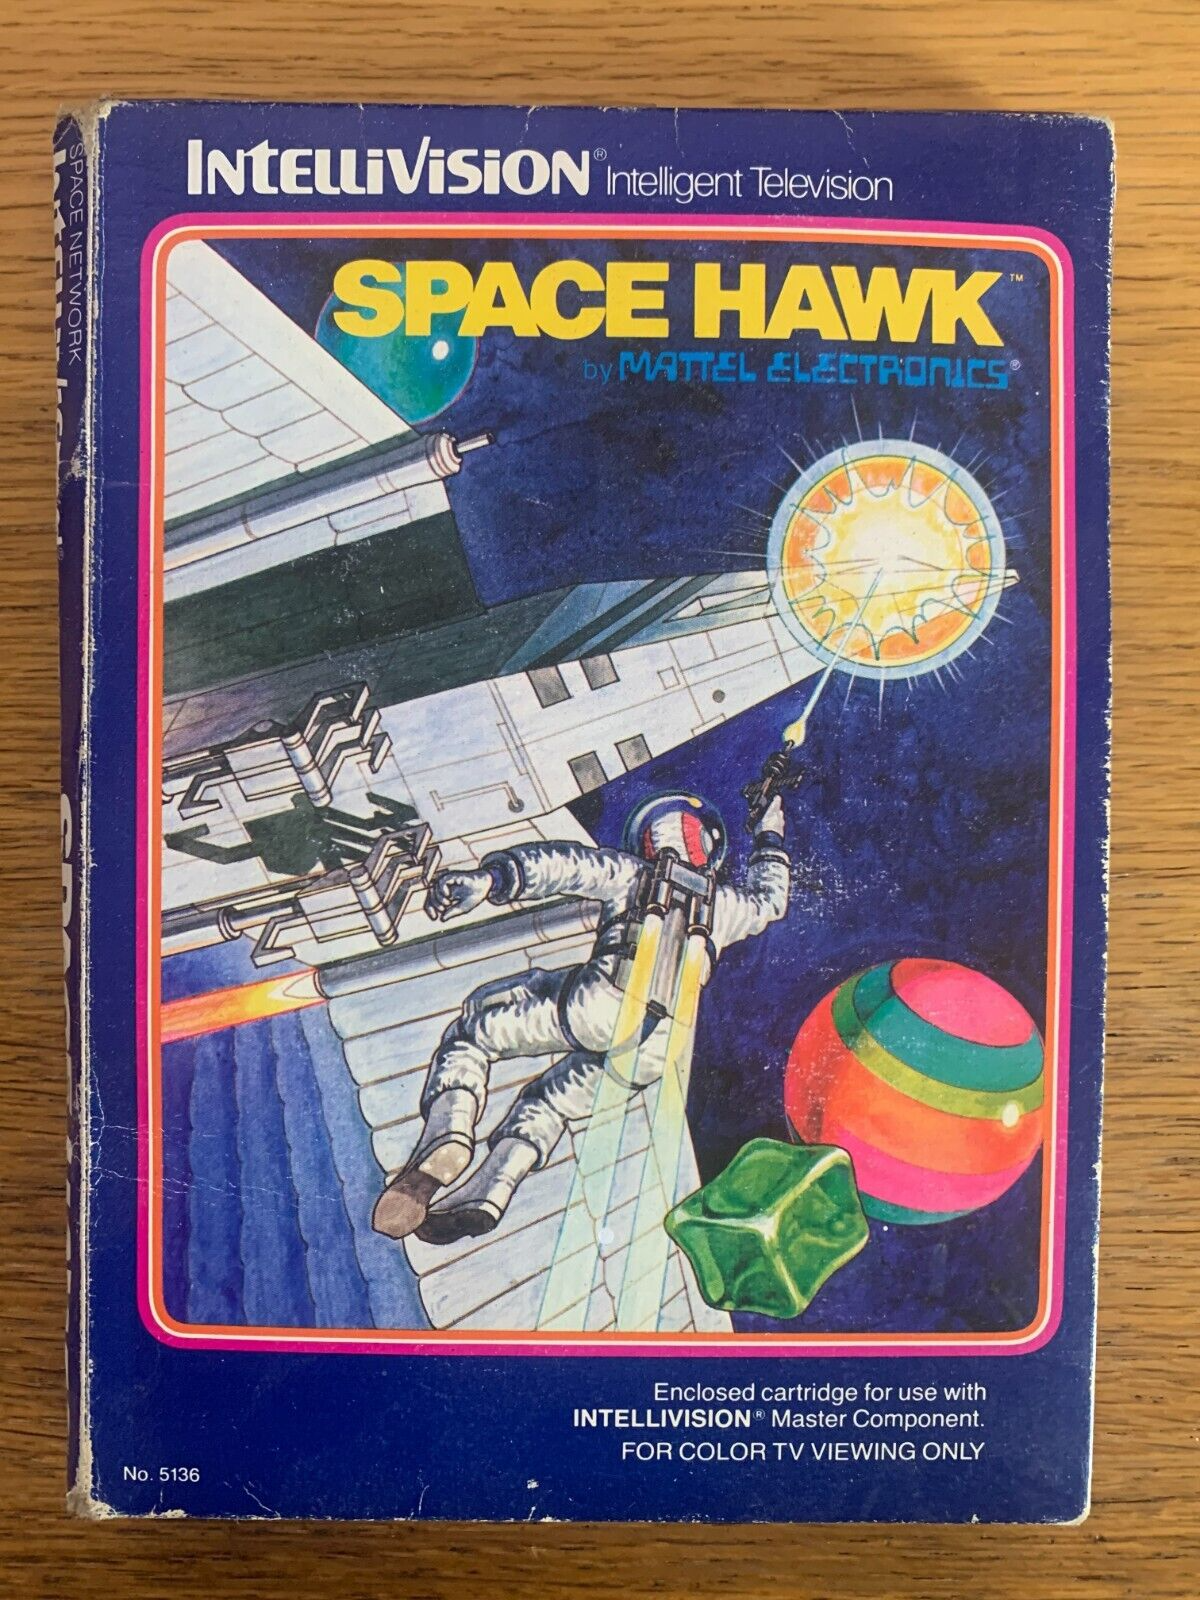 INTELLIVISION® Intelligent Television
SPACE HAWK™
by MATTEL ELECTRONICS®
Enclosed cartridge for use with
INTELLIVISION® Master Component.
FOR COLOR TV VIEWING ONLY
No. 5136
SPACE NETWORK